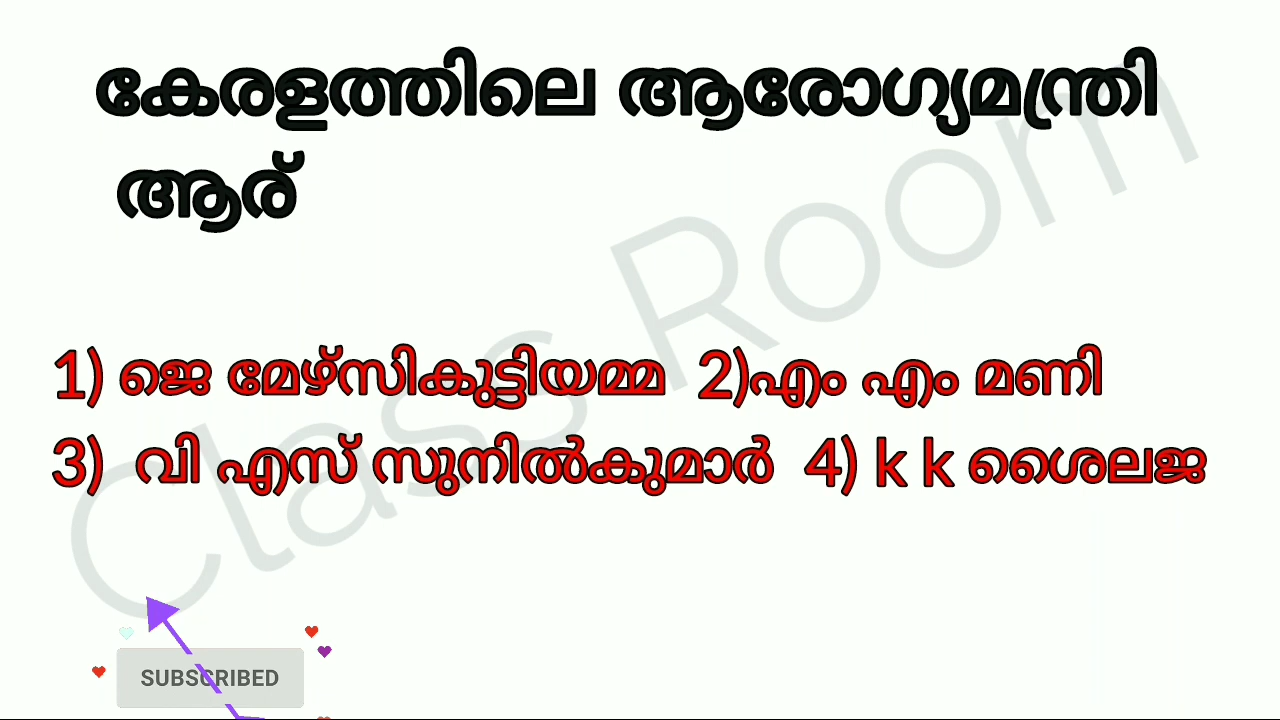 കേരളത്തിലെ ആരോഗ്യമന്ത്രി
ആര്
1) ജെ മേഴ്സികുട്ടിയമ്മ 2)എം എം മണി
3) വി എസ് സുനിൽകുമാർ 4) k k ശൈലജ
Class Room
SUBSCRIBED